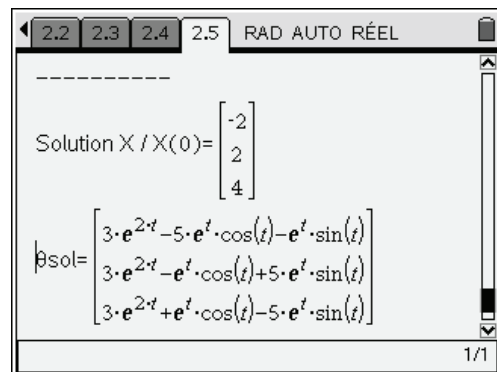 2.2 2.3 2.4 2.5 RAD AUTO RÉEL
----------
Solution X / X(0)= [-2
2
4]
θsol= [3·e^2·t−5·e^t·cos(t)−e^t·sin(t)
3·e^2·t−e^t·cos(t)+5·e^t·sin(t)
3·e^2·t+e^t·cos(t)−5·e^t·sin(t)]
1/1